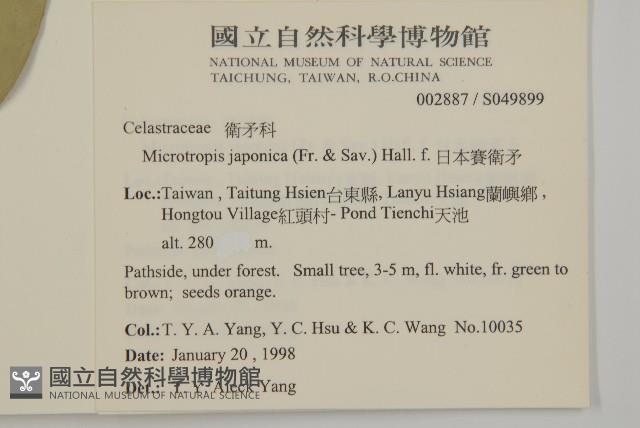 國立自然科學博物館
NATIONAL MUSEUM OF NATURAL SCIENCE
TAICHUNG, TAIWAN, R.O.CHINA
002887 / S049899
Celastraceae 衛矛科
Microtropis japonica (Fr. & Sav.) Hall. f. 日本賽衛矛
Loc.:Taiwan , Taitung Hsien台東縣, Lanyu Hsiang蘭嶼鄉 ,
Hongtou Village紅頭村- Pond Tienchi天池
alt. 280 m.
Pathside, under forest. Small tree, 3-5 m, fl. white, fr. green to
brown; seeds orange.
Col.:T. Y. A. Yang, Y. C. Hsu & K. C. Wang No.10035
Date: January 20 , 1998
Det.: T. Y. Aleck Yang
國立自然科學博物館
NATIONAL MUSEUM OF NATURAL SCIENCE